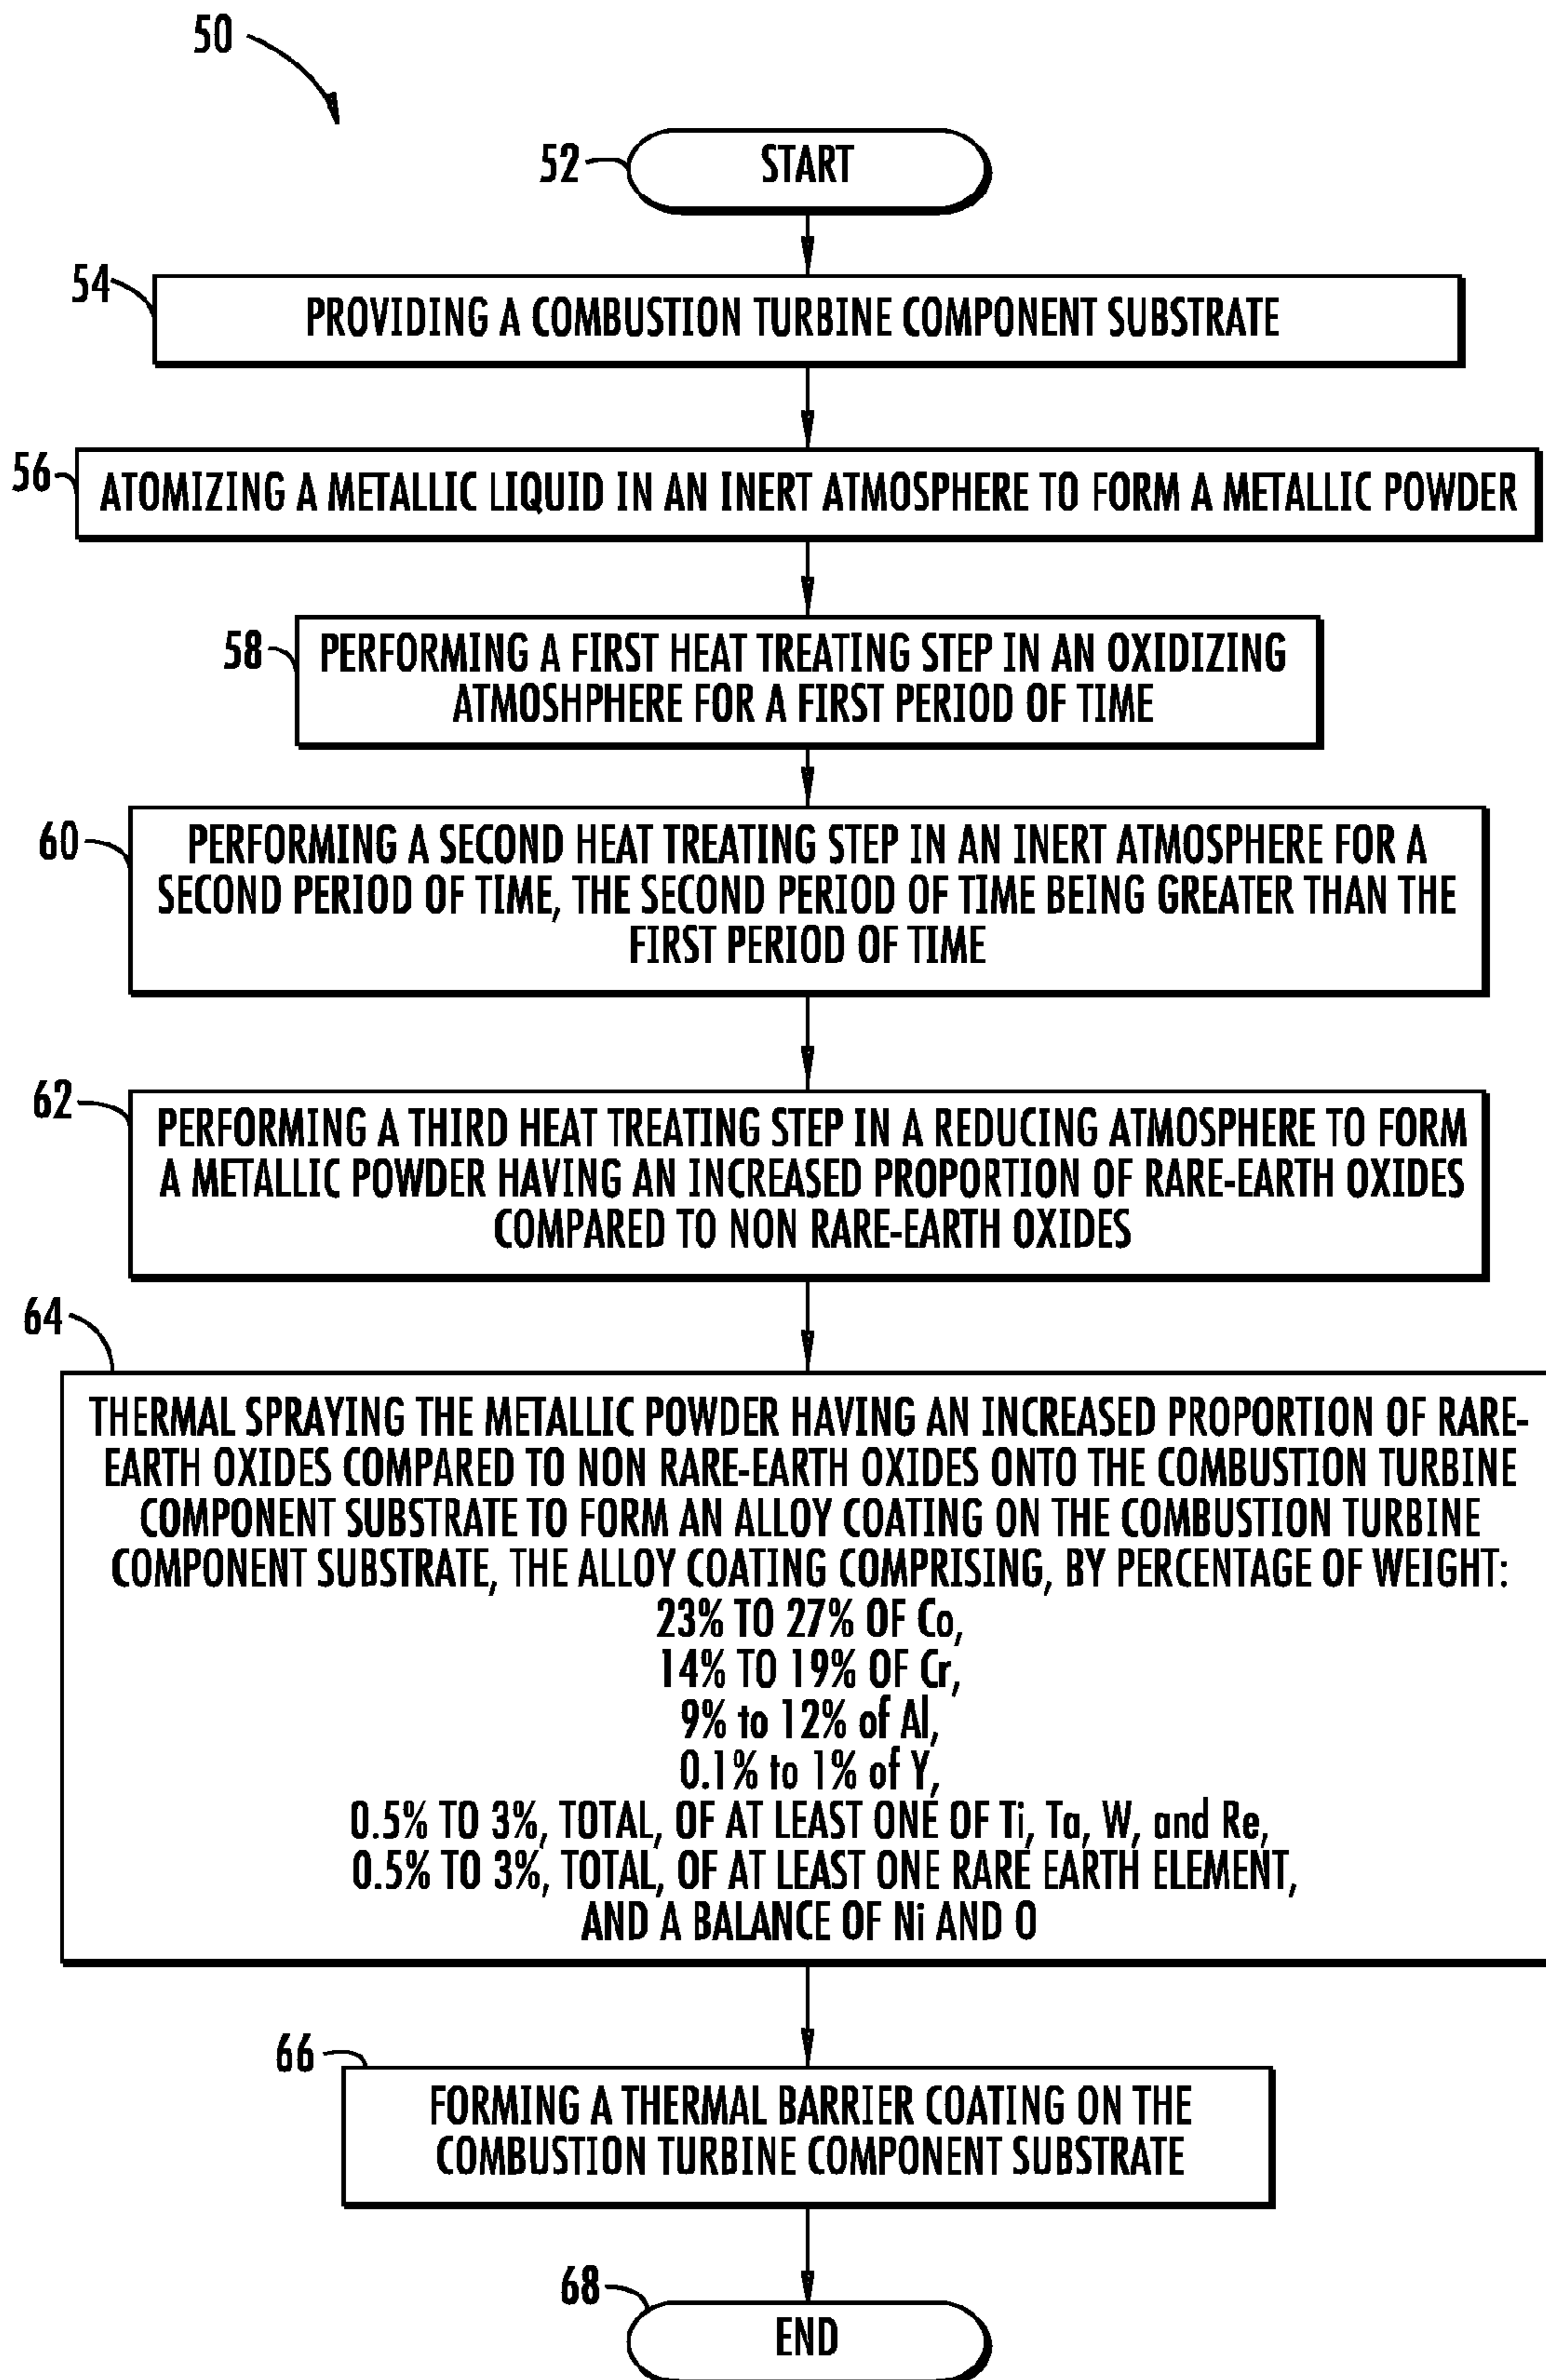 50
52
START
54
PROVIDING A COMBUSTION TURBINE COMPONENT SUBSTRATE
56
ATOMIZING A METALLIC LIQUID IN AN INERT ATMOSPHERE TO FORM A METALLIC POWDER
58
PERFORMING A FIRST HEAT TREATING STEP IN AN OXIDIZING
ATMOSHPHERE FOR A FIRST PERIOD OF TIME
60
PERFORMING A SECOND HEAT TREATING STEP IN AN INERT ATMOSPHERE FOR A
SECOND PERIOD OF TIME, THE SECOND PERIOD OF TIME BEING GREATER THAN THE
FIRST PERIOD OF TIME
62
PERFORMING A THIRD HEAT TREATING STEP IN A REDUCING ATMOSPHERE TO FORM
A METALLIC POWDER HAVING AN INCREASED PROPORTION OF RARE-EARTH OXIDES
COMPARED TO NON RARE-EARTH OXIDES
64
THERMAL SPRAYING THE METALLIC POWDER HAVING AN INCREASED PROPORTION OF RARE-
EARTH OXIDES COMPARED TO NON RARE-EARTH OXIDES ONTO THE COMBUSTION TURBINE
COMPONENT SUBSTRATE TO FORM AN ALLOY COATING ON THE COMBUSTION TURBINE
COMPONENT SUBSTRATE, THE ALLOY COATING COMPRISING, BY PERCENTAGE OF WEIGHT:
23% TO 27% OF Co,
14% TO 19% OF Cr,
9% to 12% of Al,
0.1% to 1% of Y,
0.5% TO 3%, TOTAL, OF AT LEAST ONE OF Ti, Ta, W, and Re,
0.5% TO 3%, TOTAL, OF AT LEAST ONE RARE EARTH ELEMENT,
AND A BALANCE OF Ni AND O
66
FORMING A THERMAL BARRIER COATING ON THE
COMBUSTION TURBINE COMPONENT SUBSTRATE
68
END